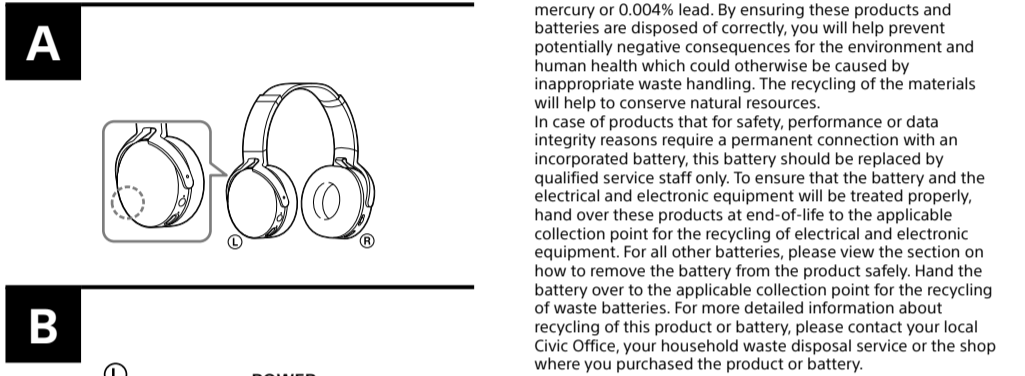 A
L
R
B
mercury or 0.004% lead. By ensuring these products and
batteries are disposed of correctly, you will help prevent
potentially negative consequences for the environment and
human health which could otherwise be caused by
inappropriate waste handling. The recycling of the materials
will help to conserve natural resources.
In case of products that for safety, performance or data
integrity reasons require a permanent connection with an
incorporated battery, this battery should be replaced by
qualified service staff only. To ensure that the battery and the
electrical and electronic equipment will be treated properly,
hand over these products at end-of-life to the applicable
collection point for the recycling of electrical and electronic
equipment. For all other batteries, please view the section on
how to remove the battery from the product safely. Hand the
battery over to the applicable collection point for the recycling
of waste batteries. For more detailed information about
recycling of this product or battery, please contact your local
Civic Office, your household waste disposal service or the shop
where you purchased the product or battery.